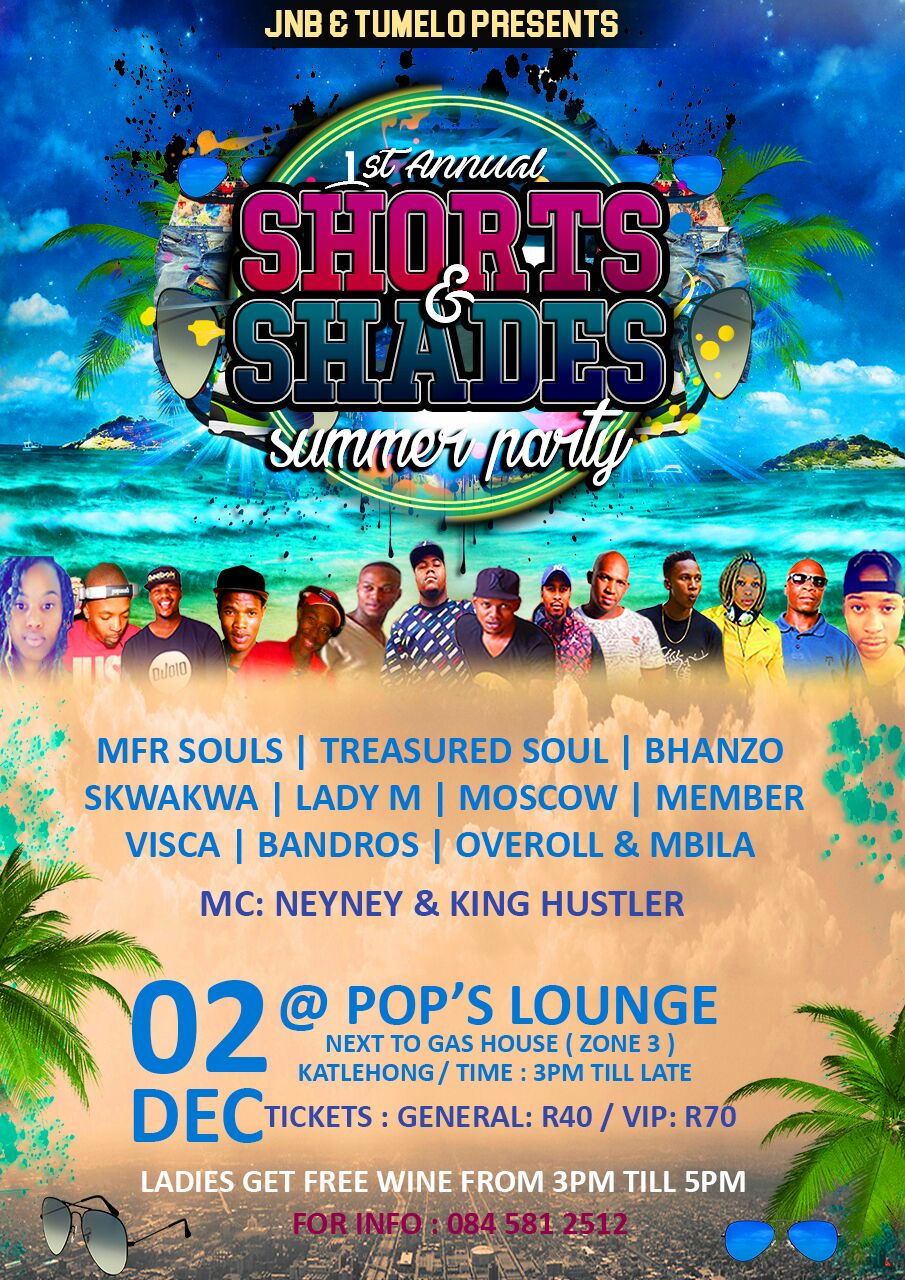 JNB & TUMELO PRESENTS
1st Annual
SHORTS
&
SHADES
summer party
MFR SOULS | TREASURED SOUL | BHANZO
SKWAKWA | LADY M | MOSCOW | MEMBER
VISCA | BANDROS | OVEROLL & MBILA
MC: NEYNEY & KING HUSTLER
02
DEC
@ POP'S LOUNGE
NEXT TO GAS HOUSE ( ZONE 3 )
KATLEHONG / TIME : 3PM TILL LATE
TICKETS : GENERAL: R40 / VIP: R70
LADIES GET FREE WINE FROM 3PM TILL 5PM
FOR INFO : 084 581 2512